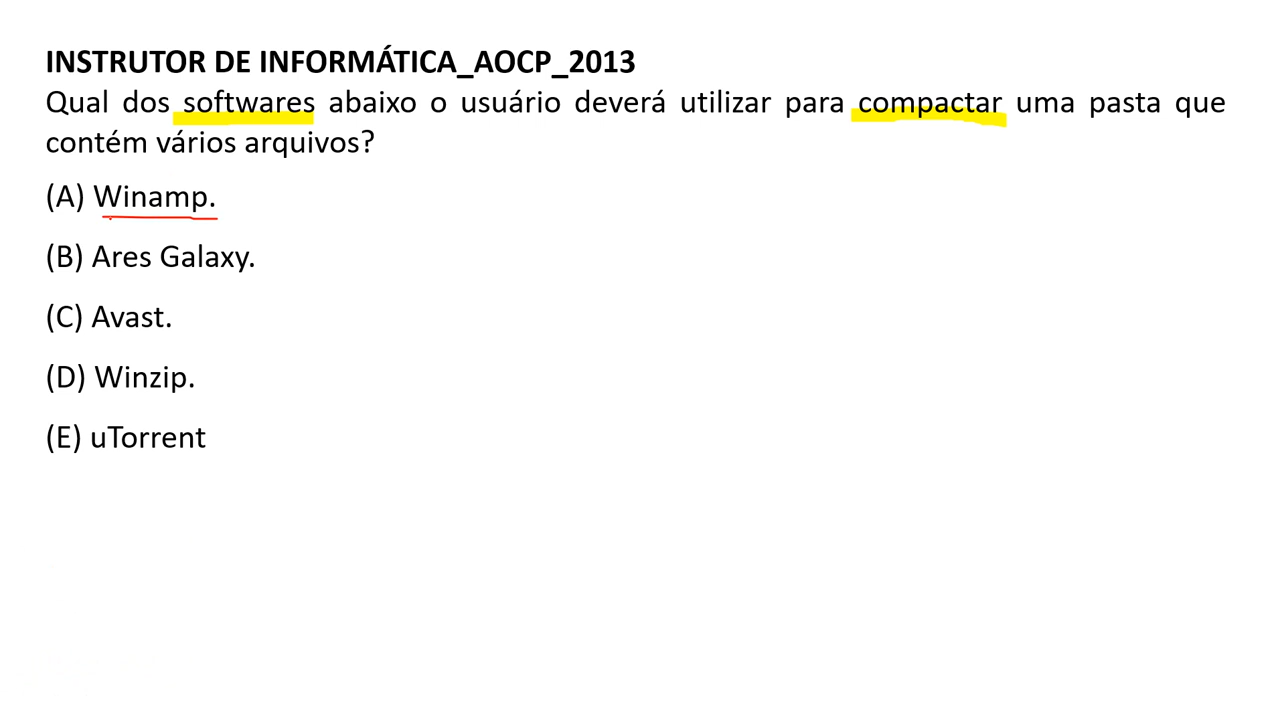 INSTRUTOR DE INFORMÁTICA_AOCP_2013
Qual dos softwares abaixo o usuário deverá utilizar para compactar uma pasta que
contém vários arquivos?
(A) Winamp.
(B) Ares Galaxy.
(C) Avast.
(D) Winzip.
(E) uTorrent